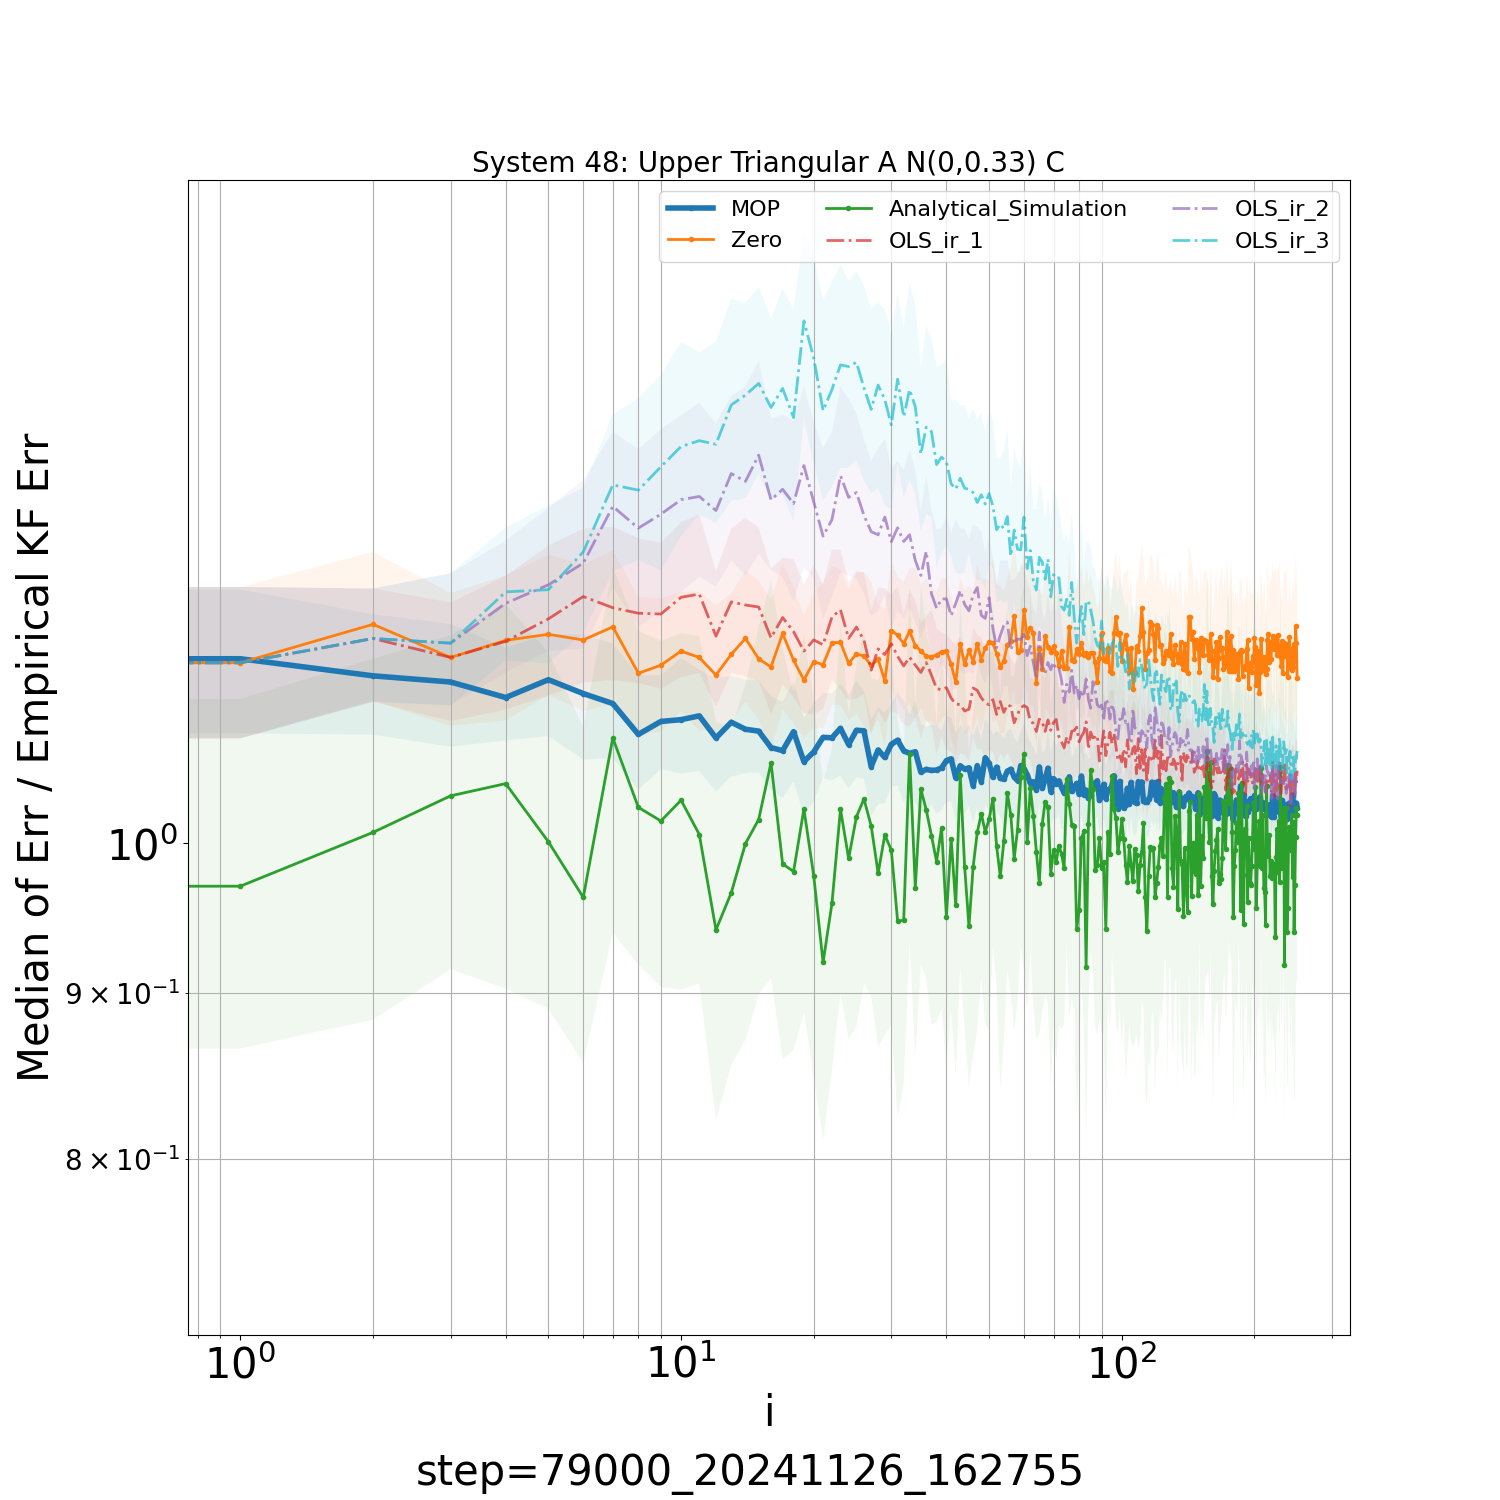 System 48: Upper Triangular A N(0,0.33) C
MOP
Zero
Analytical_Simulation
OLS_ir_1
OLS_ir_2
OLS_ir_3
Median of Err / Empirical KF Err
10⁰
9 × 10⁻¹
8 × 10⁻¹
10⁰ 10¹ 10²
i
step=79000_20241126_162755